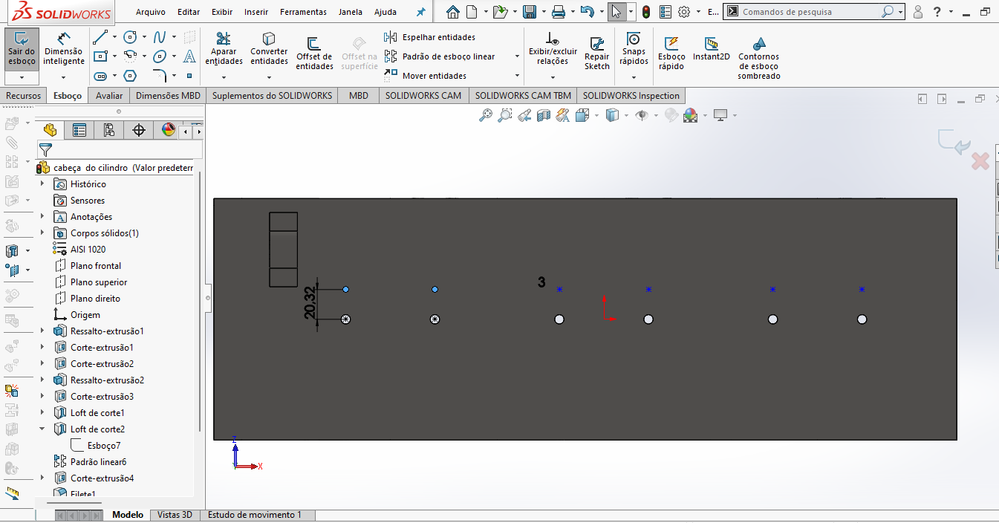 SOLIDWORKS Arquivo Editar Exibir Inserir Ferramentas Janela Ajuda E... Comandos de pesquisa ?
Sair do esboço
Dimensão inteligente
Aparar entidades
Converter entidades
Offset de entidades
Offset na superfície
Espelhar entidades
Padrão de esboço linear
Mover entidades
Exibir/excluir relações
Repair Sketch
Snaps rápidos
Esboço rápido
Instant2D
Contornos de esboço sombreado
Recursos Esboço Avaliar Dimensões MBD Suplementos do SOLIDWORKS MBD SOLIDWORKS CAM SOLIDWORKS CAM TBM SOLIDWORKS Inspection
cabeça do cilindro (Valor predeterr
Histórico
Sensores
Anotações
Corpos sólidos(1)
AISI 1020
Plano frontal
Plano superior
Plano direito
Origem
Ressalto-extrusão1
Corte-extrusão1
Corte-extrusão2
Ressalto-extrusão2
Corte-extrusão3
Loft de corte1
Loft de corte2
Esboço7
Padrão linear6
Corte-extrusão4
Filete1
3
20,32
Z
X
Modelo Vistas 3D Estudo de movimento 1